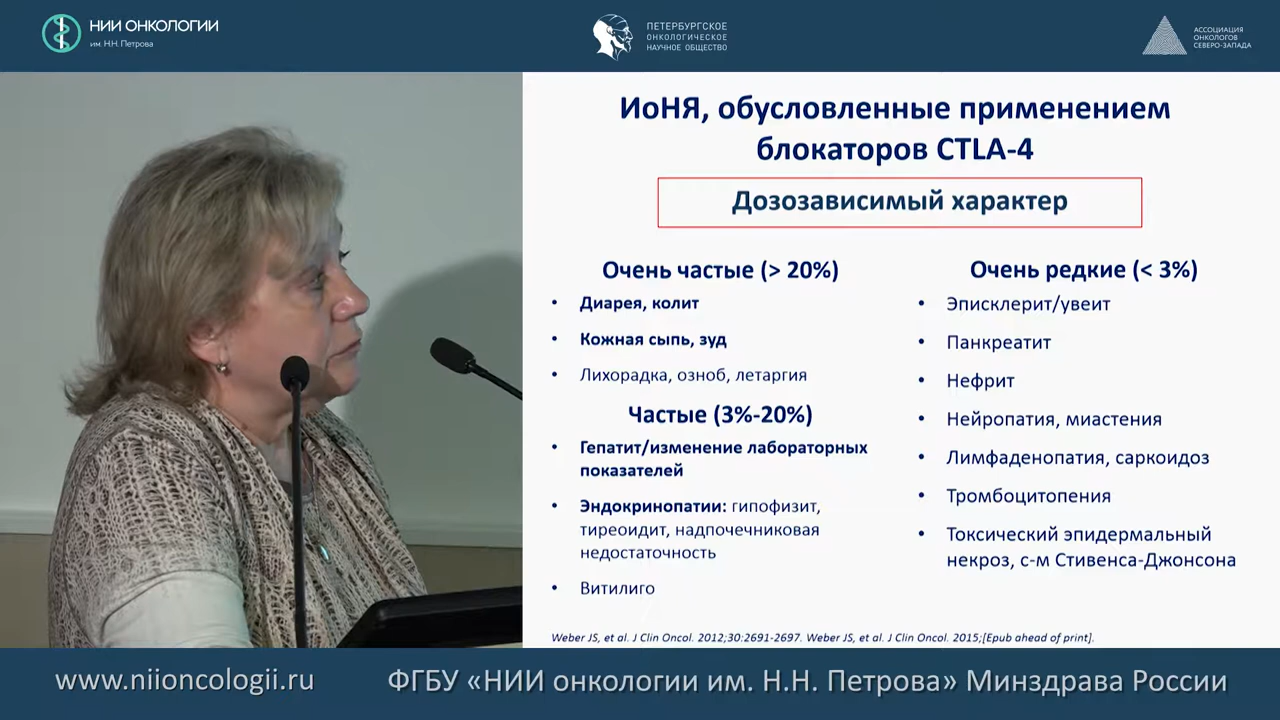 НИИ ОНКОЛОГИИ
им. Н.Н. Петрова
ПЕТЕРБУРГСКОЕ
ОНКОЛОГИЧЕСКОЕ
НАУЧНОЕ ОБЩЕСТВО
АССОЦИАЦИЯ
ОНКОЛОГОВ
СЕВЕРО-ЗАПАДА
ИоНЯ, обусловленные применением
блокаторов CTLA-4
Дозозависимый характер
Очень частые (> 20%)
• Диарея, колит
• Кожная сыпь, зуд
• Лихорадка, озноб, летаргия
Частые (3%-20%)
• Гепатит/изменение лабораторных
показателей
• Эндокринопатии: гипофизит,
тиреоидит, надпочечниковая
недостаточность
• Витилиго
Очень редкие (< 3%)
• Эписклерит/увеит
• Панкреатит
• Нефрит
• Нейропатия, миастения
• Лимфаденопатия, саркоидоз
• Тромбоцитопения
• Токсический эпидермальный
некроз, с-м Стивенса-Джонсона
Weber JS, et al. J Clin Oncol. 2012;30:2691-2697. Weber JS, et al. J Clin Oncol. 2015;[Epub ahead of print].
www.niioncologii.ru
ФГБУ «НИИ онкологии им. Н.Н. Петрова» Минздрава России